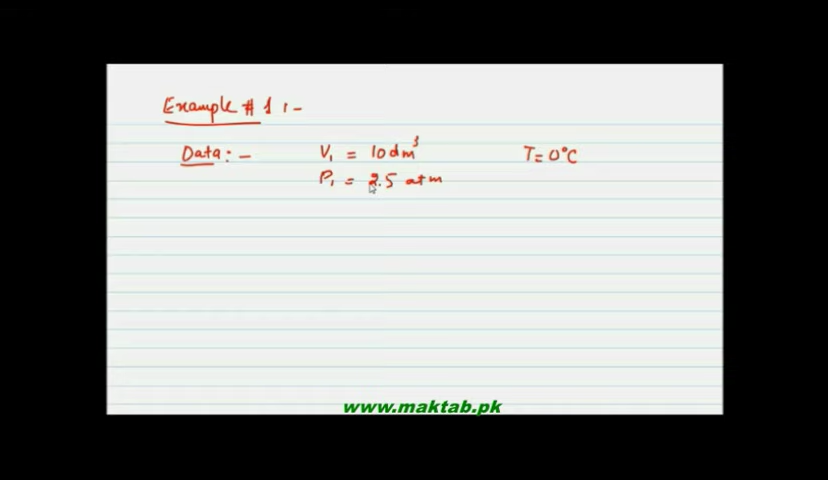 Example # 1 :-
Data :- V₁ = 10 dm³ T = 0°C
P₁ = 2.5 atm
www.maktab.pk